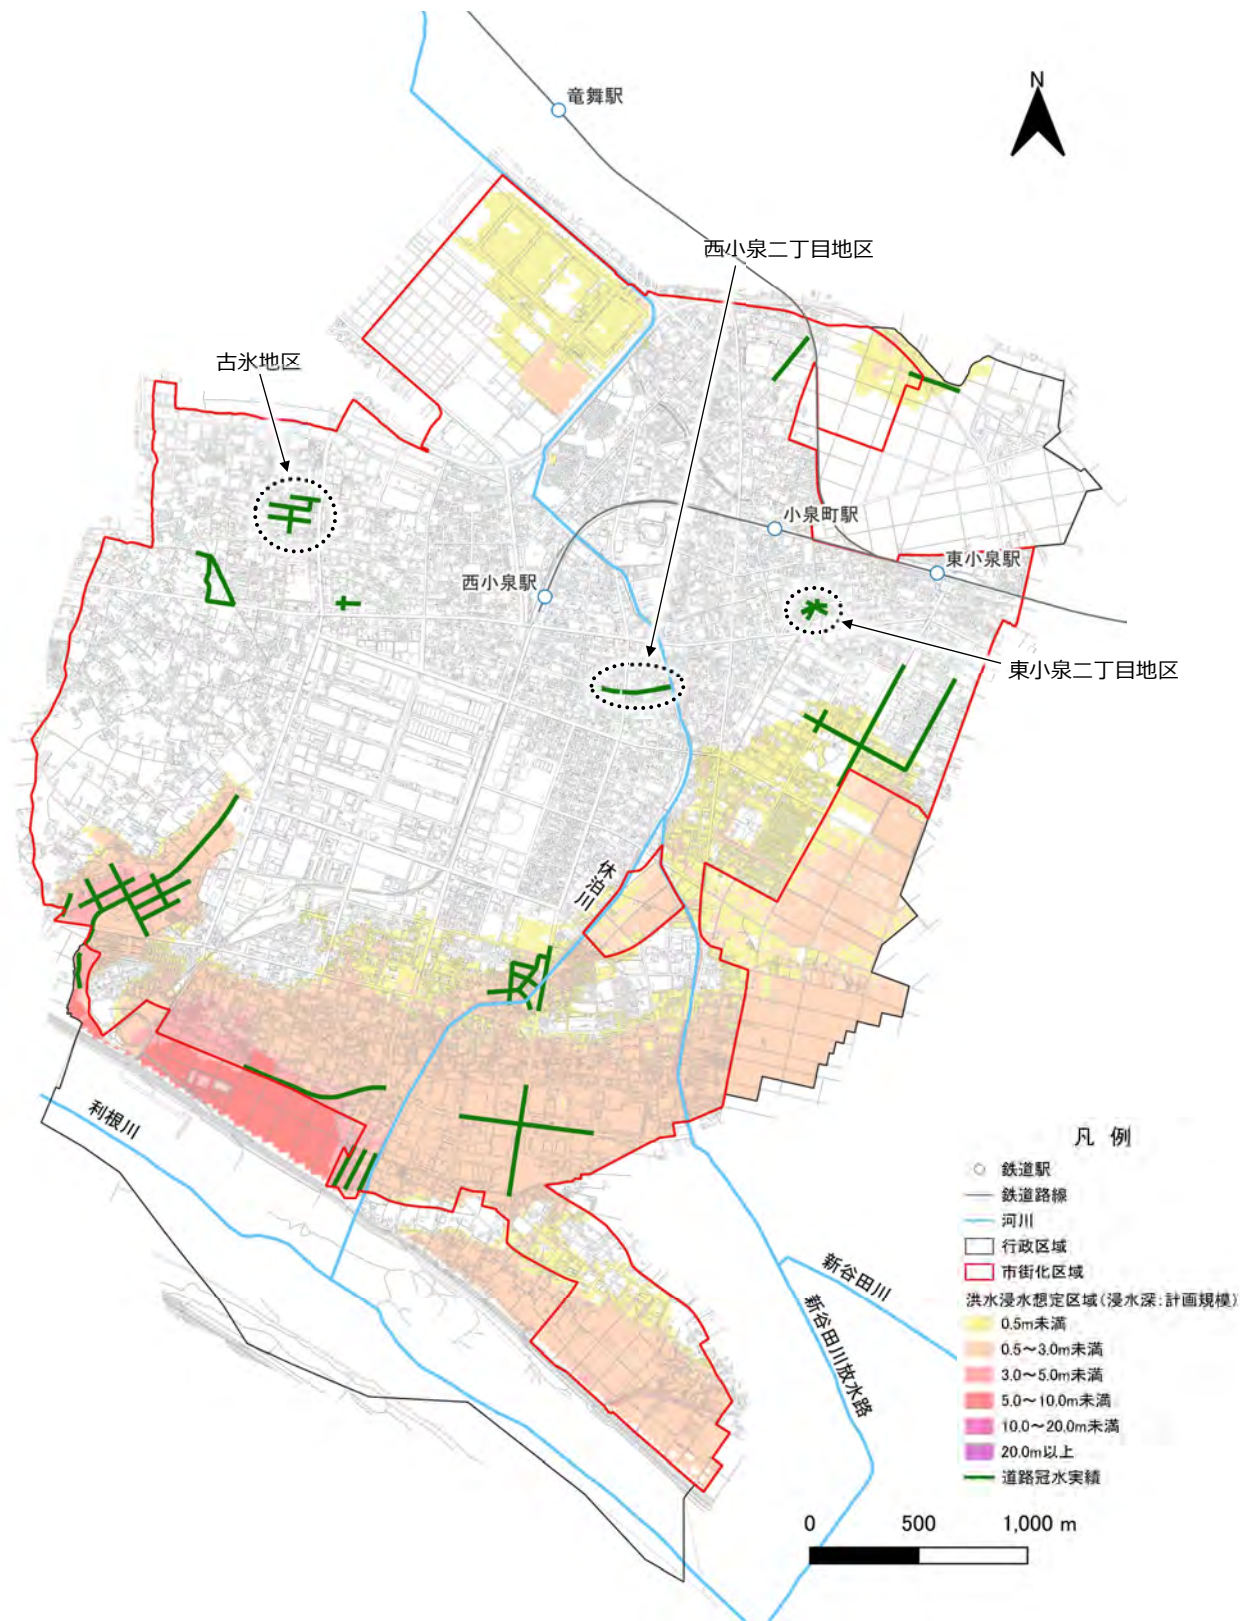 N
竜舞駅
西小泉二丁目地区
古氷地区
小泉町駅
東小泉駅
西小泉駅
東小泉二丁目地区
休泊川
利根川
新谷田川
新谷田川放水路
凡 例
鉄道駅
鉄道路線
河川
行政区域
市街化区域
洪水浸水想定区域(浸水深:計画規模)
0.5m未満
0.5～3.0m未満
3.0～5.0m未満
5.0～10.0m未満
10.0～20.0m未満
20.0m以上
道路冠水実績
0 500 1,000 m